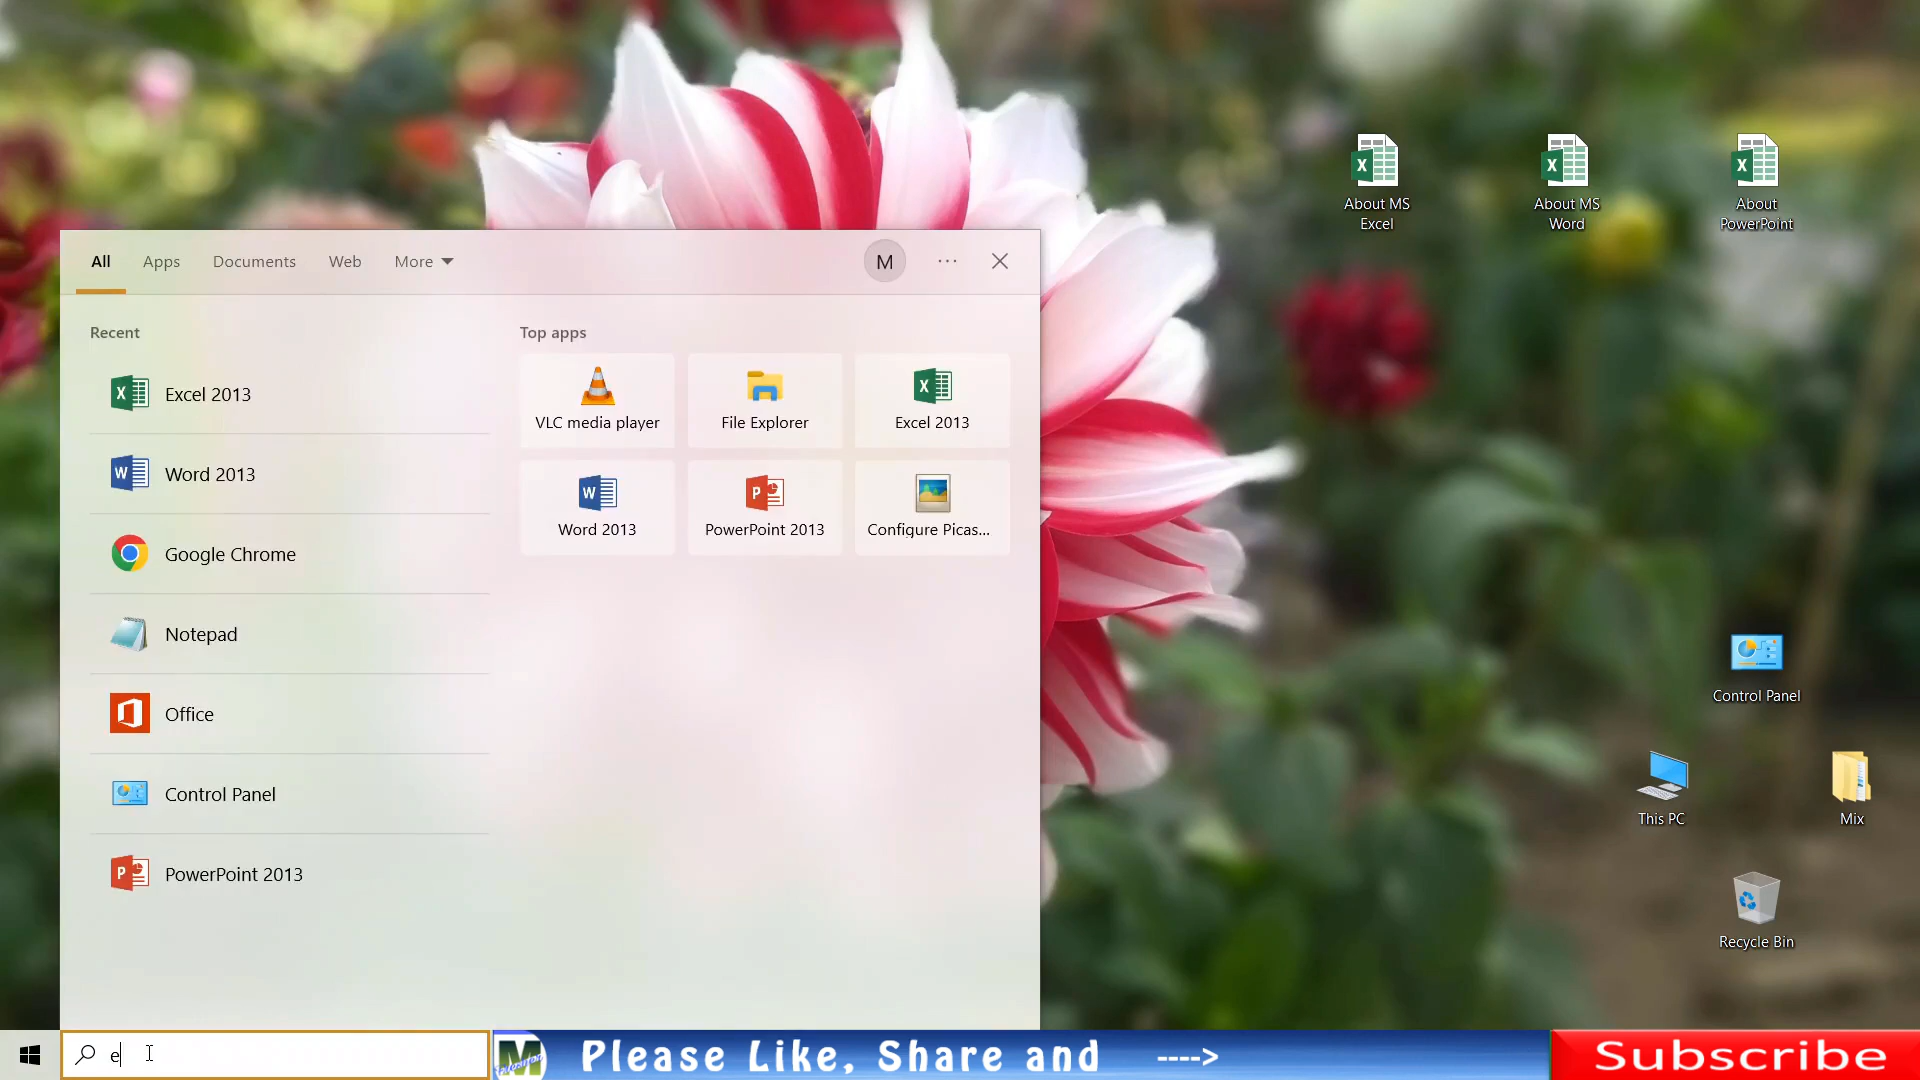 About MS
Excel
About MS
Word
About
PowerPoint
All
Apps
Documents
Web
More
M
Recent
Excel 2013
Word 2013
Google Chrome
Notepad
Office
Control Panel
PowerPoint 2013
Top apps
VLC media player
File Explorer
Excel 2013
Word 2013
PowerPoint 2013
Configure Picas...
Control Panel
This PC
Mix
Recycle Bin
e
Please Like, Share and ---->
Subscribe